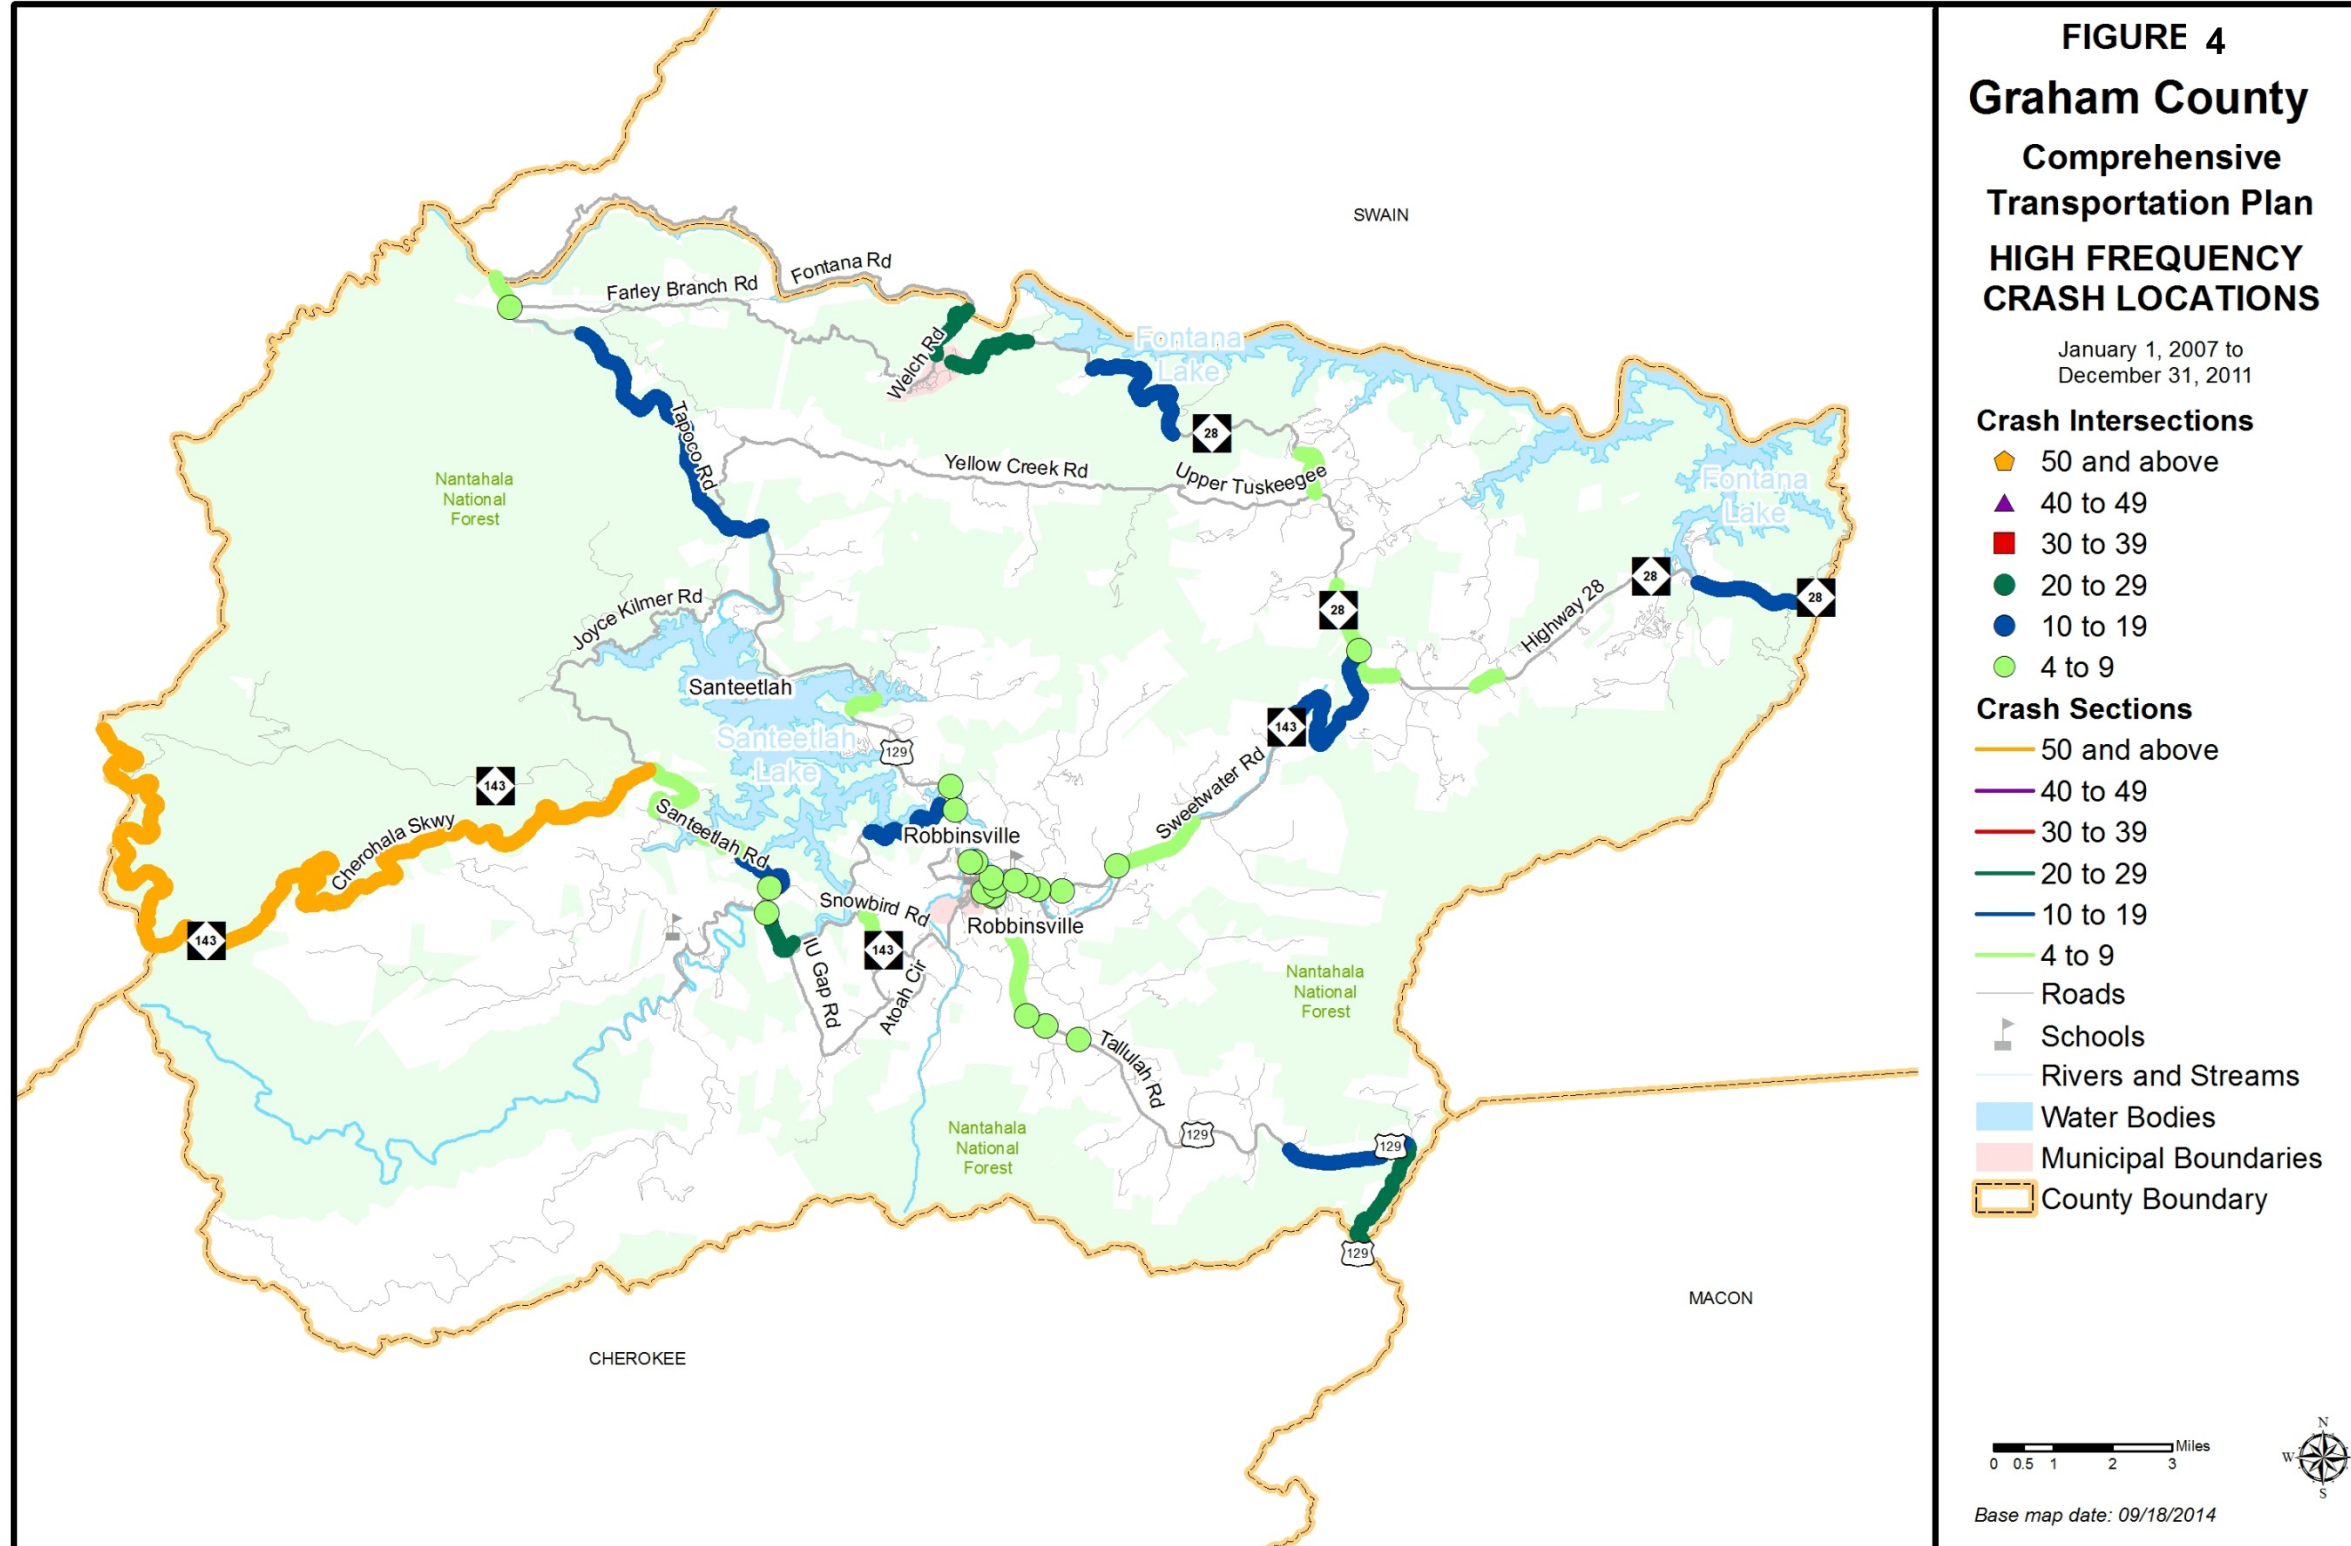 FIGURE 4
Graham County
Comprehensive
Transportation Plan
HIGH FREQUENCY
CRASH LOCATIONS
January 1, 2007 to
December 31, 2011
Crash Intersections
50 and above
40 to 49
30 to 39
20 to 29
10 to 19
4 to 9
Crash Sections
50 and above
40 to 49
30 to 39
20 to 29
10 to 19
4 to 9
Roads
Schools
Rivers and Streams
Water Bodies
Municipal Boundaries
County Boundary
Miles
0 0.5 1 2 3
N
W
S
Base map date: 09/18/2014
SWAIN
Fontana Rd
Farley Branch Rd
Welch Rd
Fontana
Lake
28
Tapoco Rd
Yellow Creek Rd
Upper Tuskeegee
Nantahala
National
Forest
Fontana
Lake
28
28
28
Highway 28
Joyce Kilmer Rd
Santeetlah
Santeetlah
Lake
129
143
Sweetwater Rd
143
Cherohala Skwy
Santeetlah Rd
Robbinsville
Snowbird Rd
Robbinsville
143
143
IU Gap Rd
Atoah Cir
Nantahala
National
Forest
Tallulah Rd
Nantahala
National
Forest
129
129
129
MACON
CHEROKEE